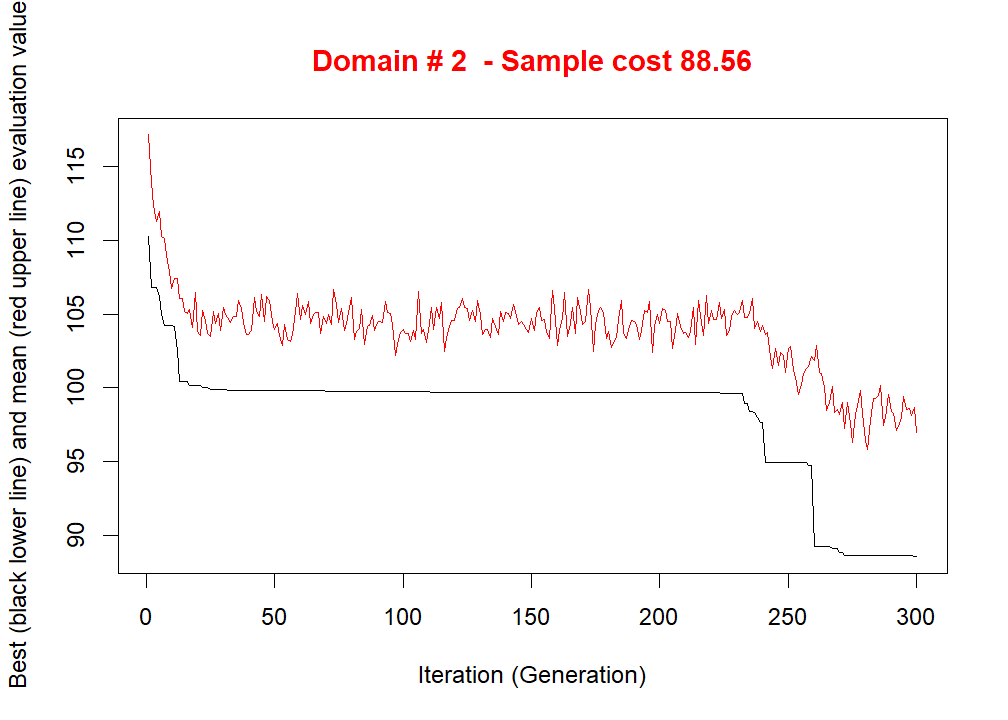 Domain # 2  - Sample cost 88.56
Best (black lower line) and mean (red upper line) evaluation value
115
110
105
100
95
90
0 50 100 150 200 250 300
Iteration (Generation)